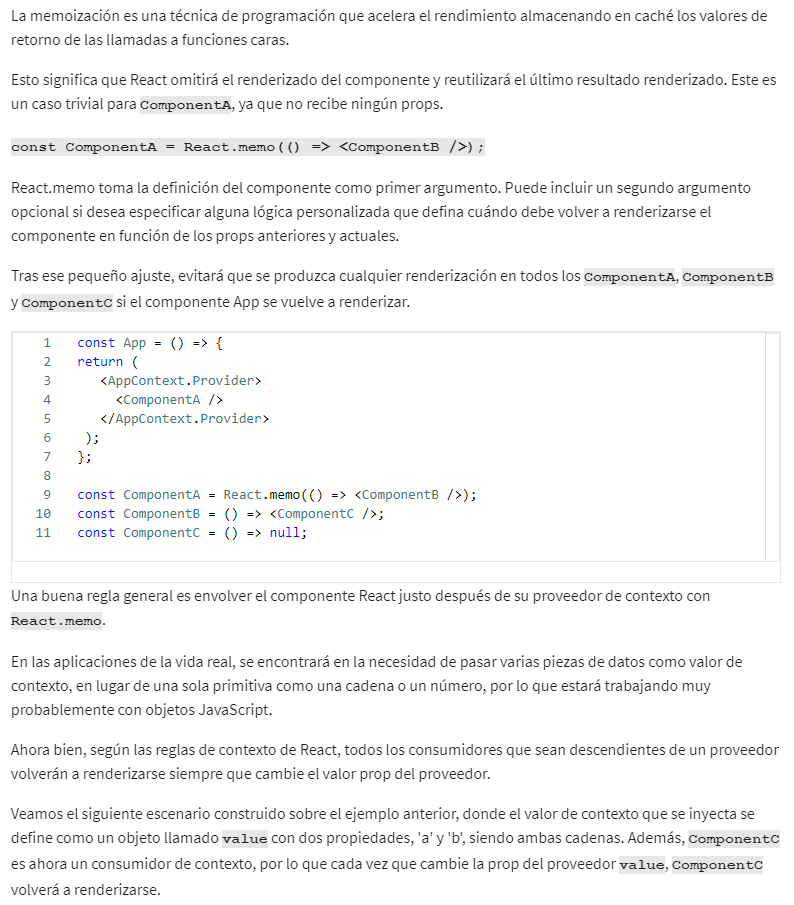 La memoización es una técnica de programación que acelera el rendimiento almacenando en caché los valores de
retorno de las llamadas a funciones caras.
Esto significa que React omitirá el renderizado del componente y reutilizará el último resultado renderizado. Este es
un caso trivial para ComponentA, ya que no recibe ningún props.
const ComponentA = React.memo(() => <ComponentB />);
React.memo toma la definición del componente como primer argumento. Puede incluir un segundo argumento
opcional si desea especificar alguna lógica personalizada que defina cuándo debe volver a renderizarse el
componente en función de los props anteriores y actuales.
Tras ese pequeño ajuste, evitará que se produzca cualquier renderización en todos los ComponentA, ComponentB
y ComponentC si el componente App se vuelve a renderizar.
1 const App = () => {
2 return (
3 <AppContext.Provider>
4 <ComponentA />
5 </AppContext.Provider>
6 );
7 };
8
9 const ComponentA = React.memo(() => <ComponentB />);
10 const ComponentB = () => <ComponentC />;
11 const ComponentC = () => null;
Una buena regla general es envolver el componente React justo después de su proveedor de contexto con
React.memo.
En las aplicaciones de la vida real, se encontrará en la necesidad de pasar varias piezas de datos como valor de
contexto, en lugar de una sola primitiva como una cadena o un número, por lo que estará trabajando muy
probablemente con objetos JavaScript.
Ahora bien, según las reglas de contexto de React, todos los consumidores que sean descendientes de un proveedor
volverán a renderizarse siempre que cambie el valor prop del proveedor.
Veamos el siguiente escenario construido sobre el ejemplo anterior, donde el valor de contexto que se inyecta se
define como un objeto llamado value con dos propiedades, 'a' y 'b', siendo ambas cadenas. Además, ComponentC
es ahora un consumidor de contexto, por lo que cada vez que cambie la prop del proveedor value, ComponentC
volverá a renderizarse.